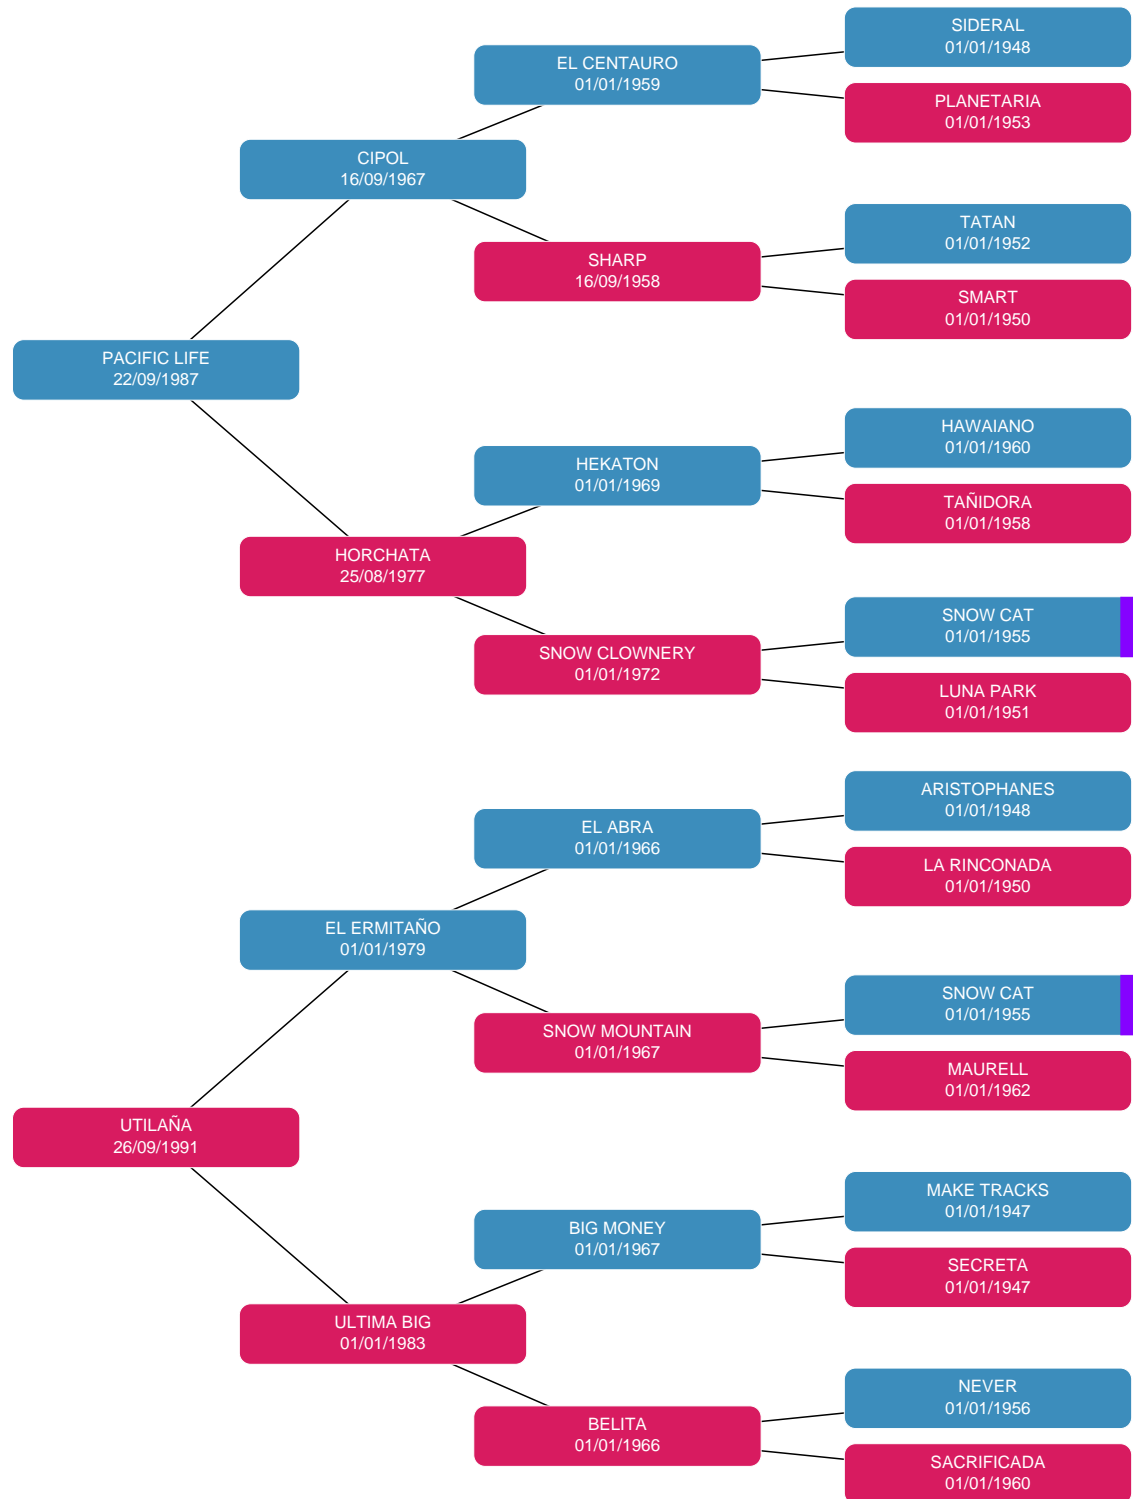 SIDERAL
01/01/1948
EL CENTAURO
01/01/1959
PLANETARIA
01/01/1953
CIPOL
16/09/1967
TATAN
01/01/1952
SHARP
16/09/1958
SMART
01/01/1950
PACIFIC LIFE
22/09/1987
HAWAIANO
01/01/1960
HEKATON
01/01/1969
TAÑIDORA
01/01/1958
HORCHATA
25/08/1977
SNOW CAT
01/01/1955
SNOW CLOWNERY
01/01/1972
LUNA PARK
01/01/1951
ARISTOPHANES
01/01/1948
EL ABRA
01/01/1966
LA RINCONADA
01/01/1950
EL ERMITAÑO
01/01/1979
SNOW CAT
01/01/1955
SNOW MOUNTAIN
01/01/1967
MAURELL
01/01/1962
UTILAÑA
26/09/1991
MAKE TRACKS
01/01/1947
BIG MONEY
01/01/1967
SECRETA
01/01/1947
ULTIMA BIG
01/01/1983
NEVER
01/01/1956
BELITA
01/01/1966
SACRIFICADA
01/01/1960